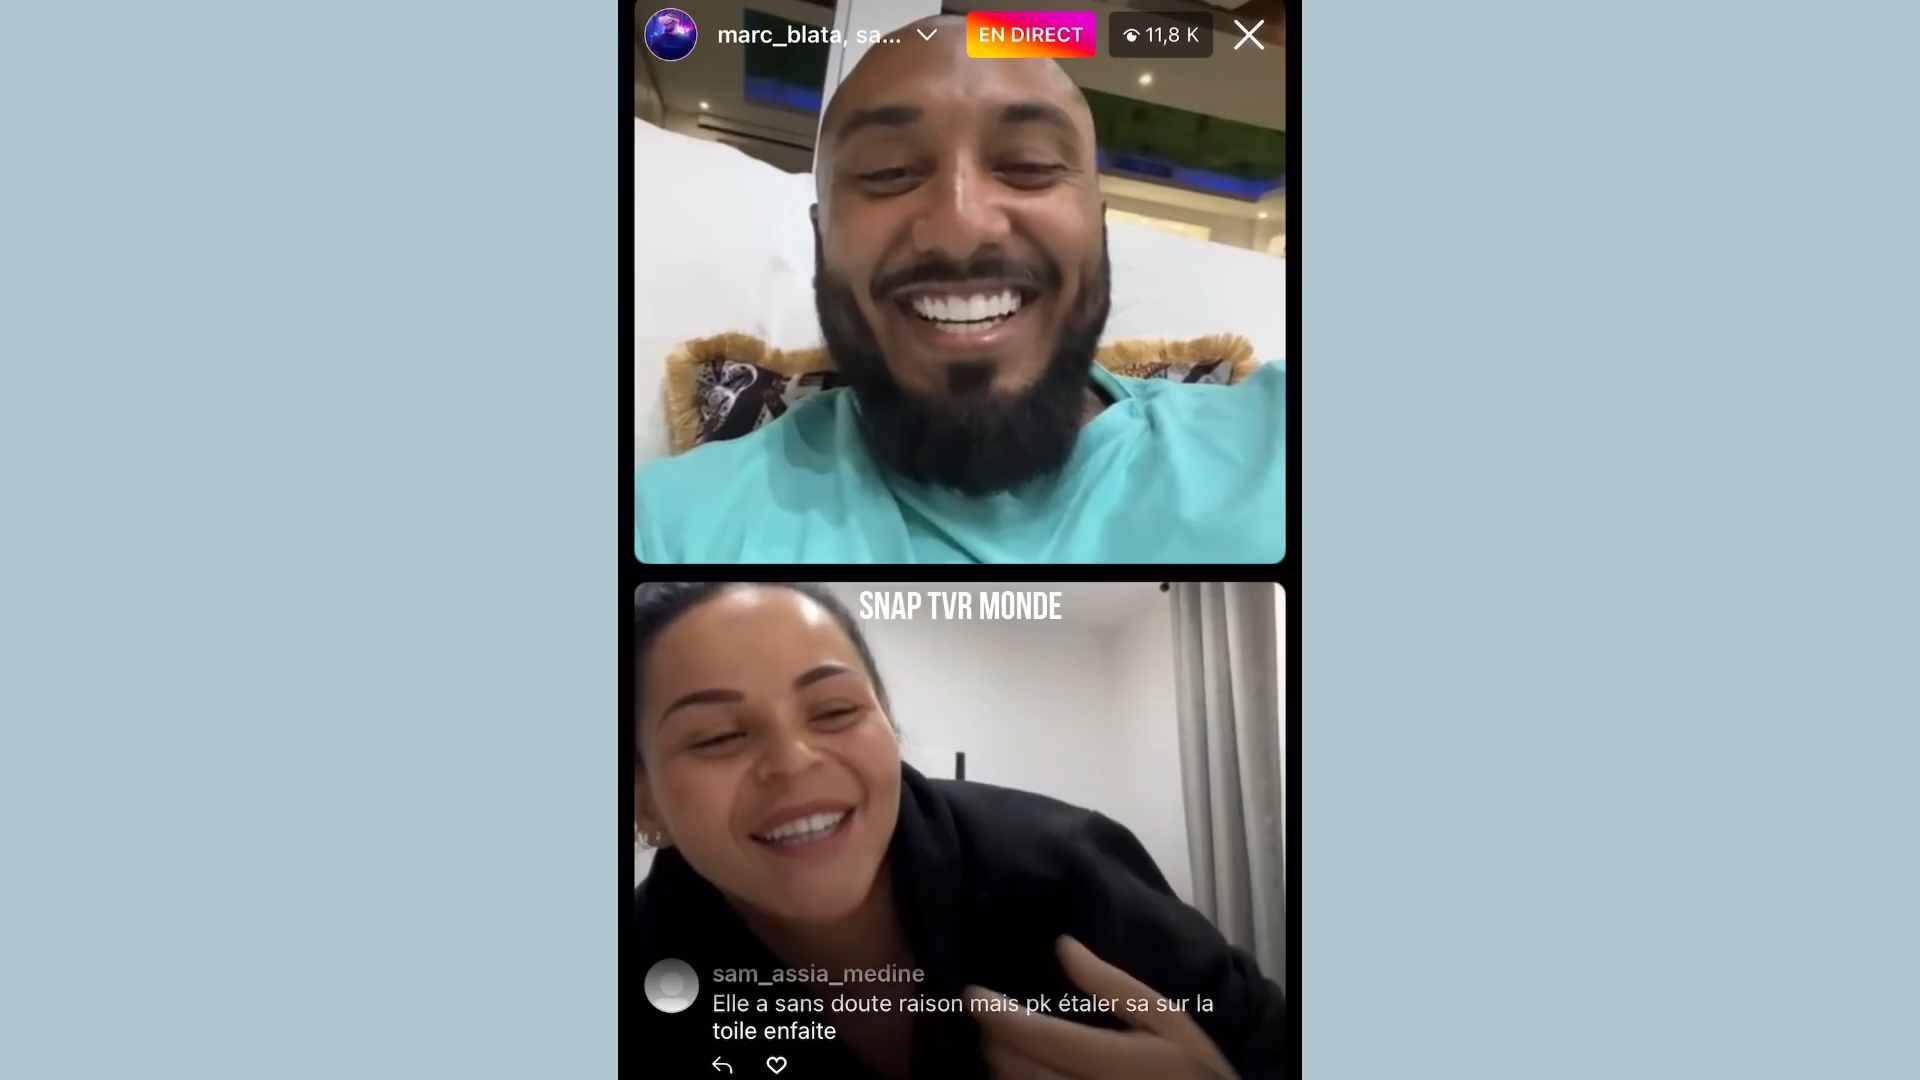 marc_blata, sa...
EN DIRECT
11,8 K
SNAP TVR MONDE
sam_assia_medine
Elle a sans doute raison mais pk étaler sa sur la
toile enfaite